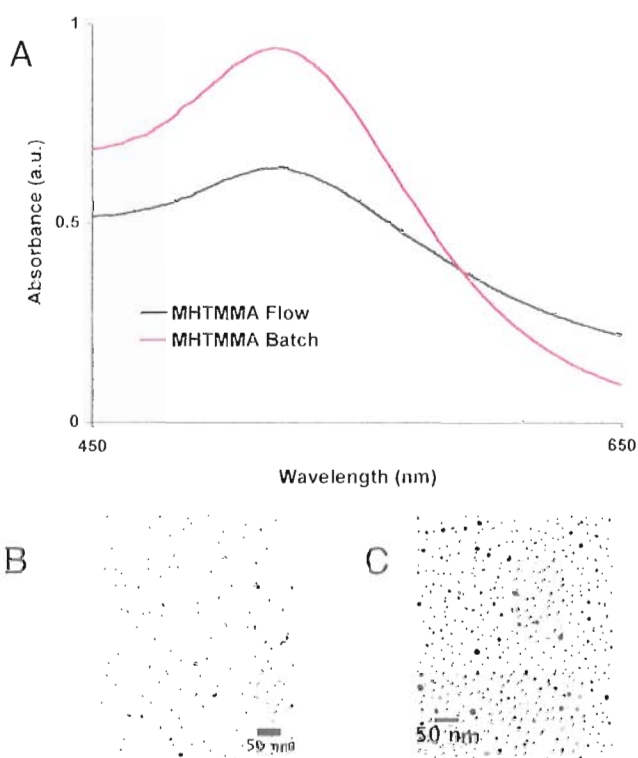 A
1
0.5
0
Absorbance (a.u.)
MHTMMA Flow
MHTMMA Batch
450
650
Wavelength (nm)
B
50 nm
C
50 nm